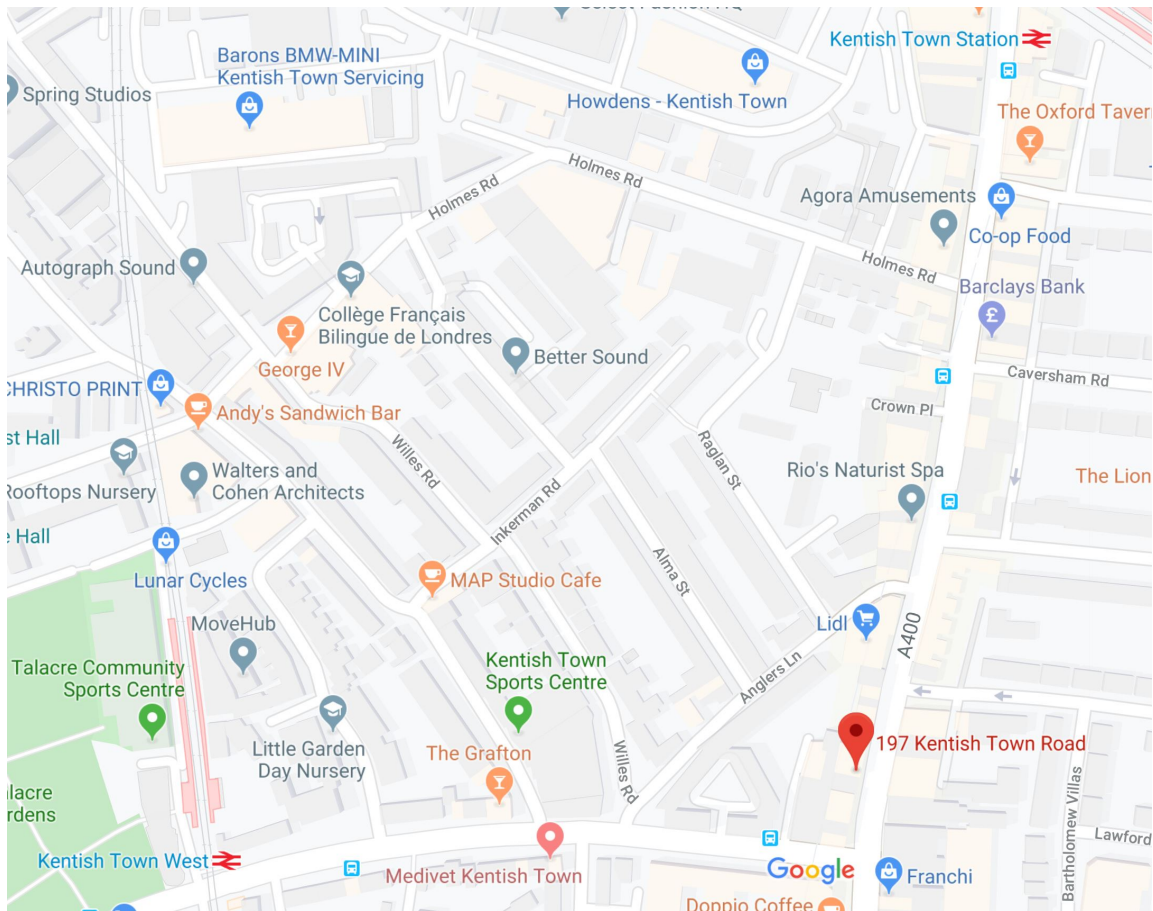 Select Fashion HQ
Kentish Town Station
Barons BMW-MINI
Kentish Town Servicing
Spring Studios
Howdens - Kentish Town
The Oxford Taver
Holmes Rd
Holmes Rd
Agora Amusements
Co-op Food
Autograph Sound
Holmes Rd
Barclays Bank
£
Collège Français
Bilingue de Londres
George IV
Better Sound
CHRISTO PRINT
Andy's Sandwich Bar
Caversham Rd
Crown Pl
st Hall
Willes Rd
Raglan St
Walters and
Cohen Architects
Rooftops Nursery
Rio's Naturist Spa
The Lion
Inkerman Rd
e Hall
Lunar Cycles
MAP Studio Cafe
Alma St
MoveHub
Lidl
A400
Talacre Community
Sports Centre
Kentish Town
Sports Centre
Anglers Ln
Little Garden
Day Nursery
The Grafton
Willes Rd
197 Kentish Town Road
alacre
rdens
Bartholomew Villas
Lawford
Kentish Town West
Medivet Kentish Town
Google
Franchi
Doppio Coffee